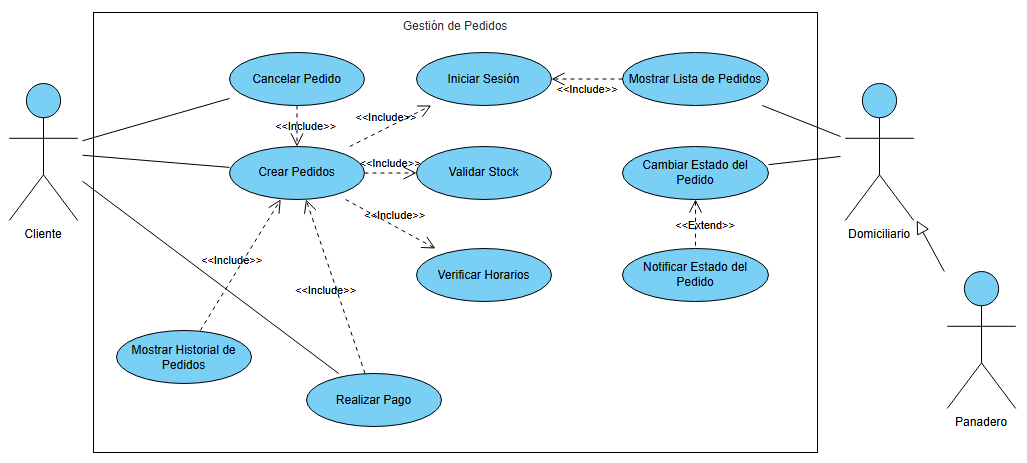 Gestión de Pedidos
Cancelar Pedido
Iniciar Sesión
Mostrar Lista de Pedidos
<<Include>>
<<Include>>
<<Include>>
Crear Pedidos
<<Include>>
Validar Stock
Cambiar Estado del
Pedido
<<Include>>
<<Extend>>
Cliente
Domiciliario
<<Include>>
Verificar Horarios
Notificar Estado del
Pedido
<<Include>>
Mostrar Historial de
Pedidos
Realizar Pago
Panadero